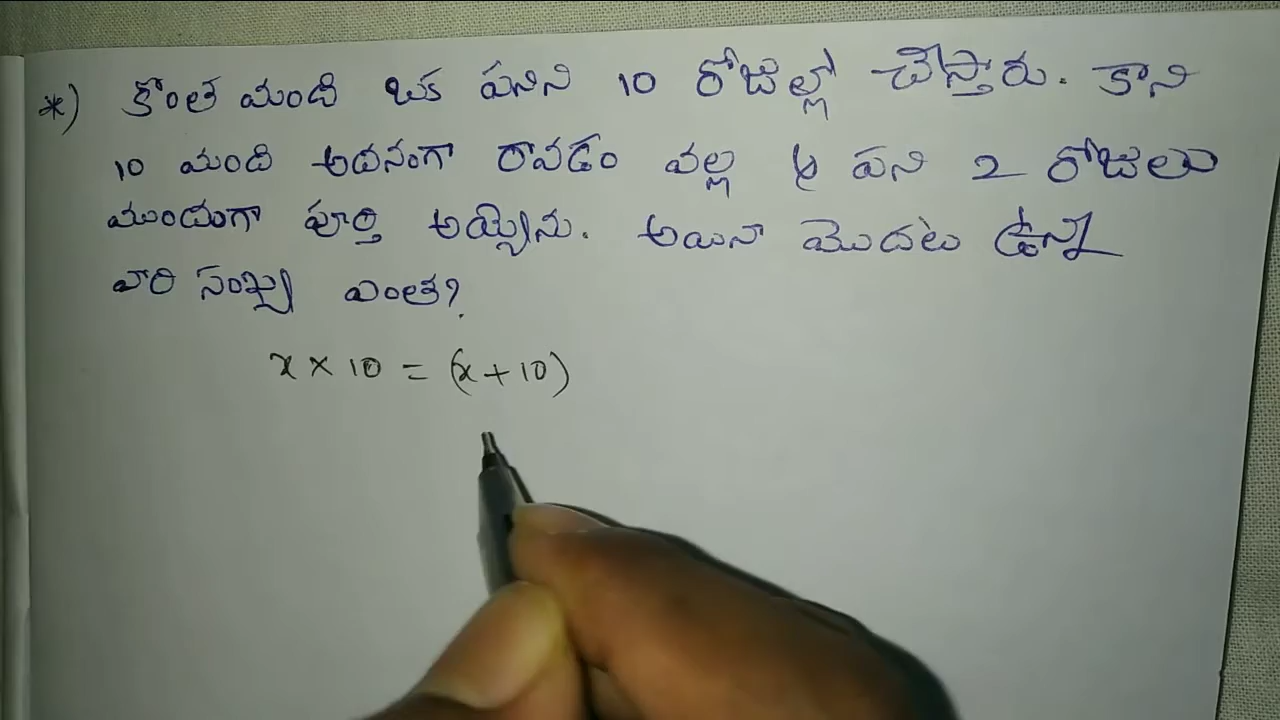 *) కొంత మంది ఒక పనిని 10 రోజుల్లో చేస్తారు. కాని
10 మంది అదనంగా రావడం వల్ల ఆ పని 2 రోజులు
ముందుగా పూర్తి అయ్యెను. అయినా మొదట ఉన్న
వారి సంఖ్య ఎంత?
x × 10 = (x + 10)